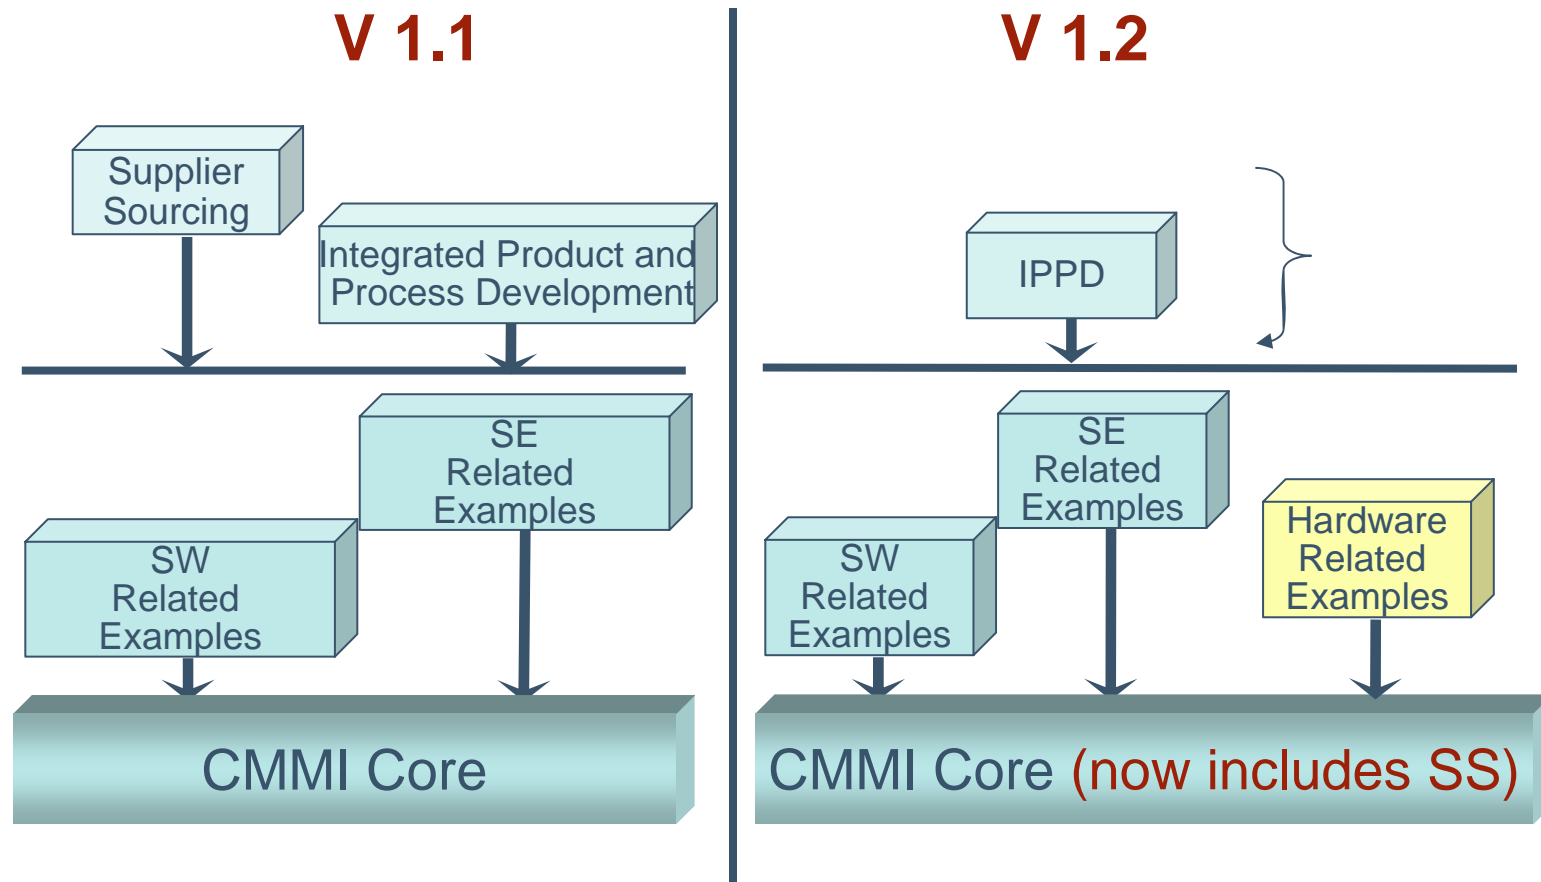 V 1.1
Supplier
Sourcing
Integrated Product and
Process Development
SE
Related
Examples
SW
Related
Examples
CMMI Core
V 1.2
IPPD
SE
Related
Examples
SW
Related
Examples
Hardware
Related
Examples
CMMI Core (now includes SS)